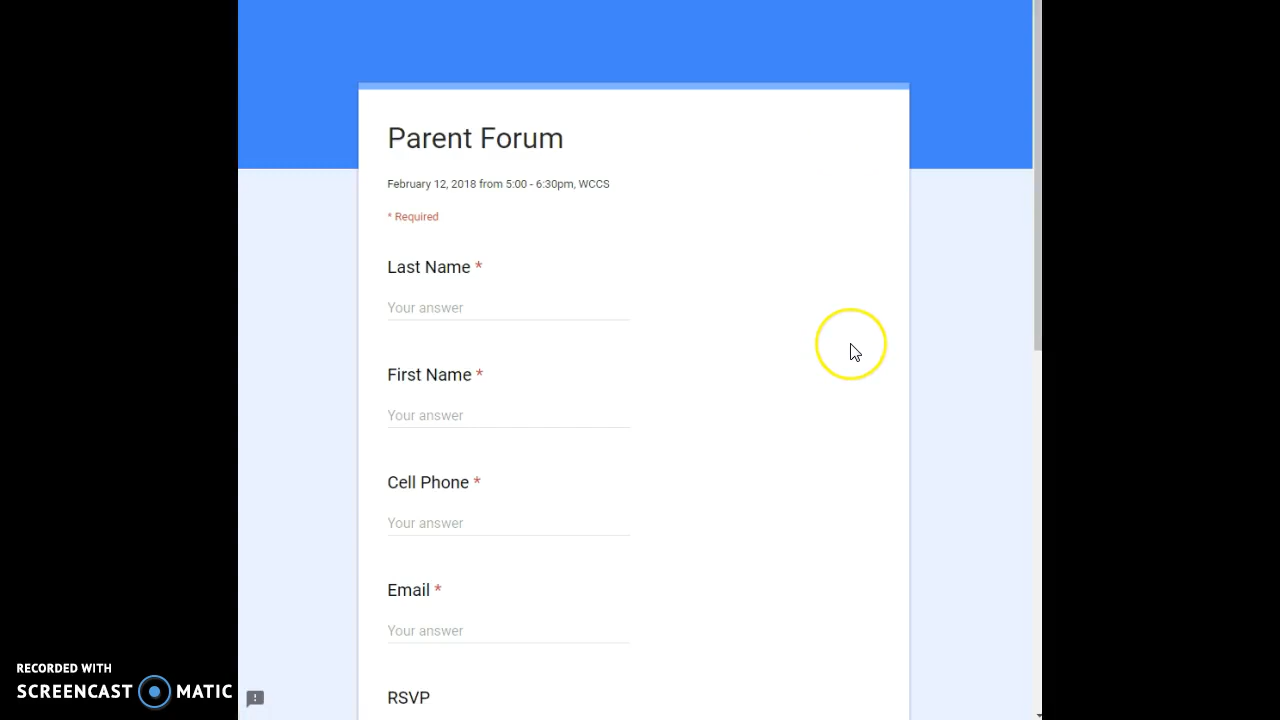 Parent Forum
February 12, 2018 from 5:00 - 6:30pm, WCCS
* Required
Last Name *
Your answer
First Name *
Your answer
Cell Phone *
Your answer
Email *
Your answer
RSVP
RECORDED WITH
SCREENCAST MATIC